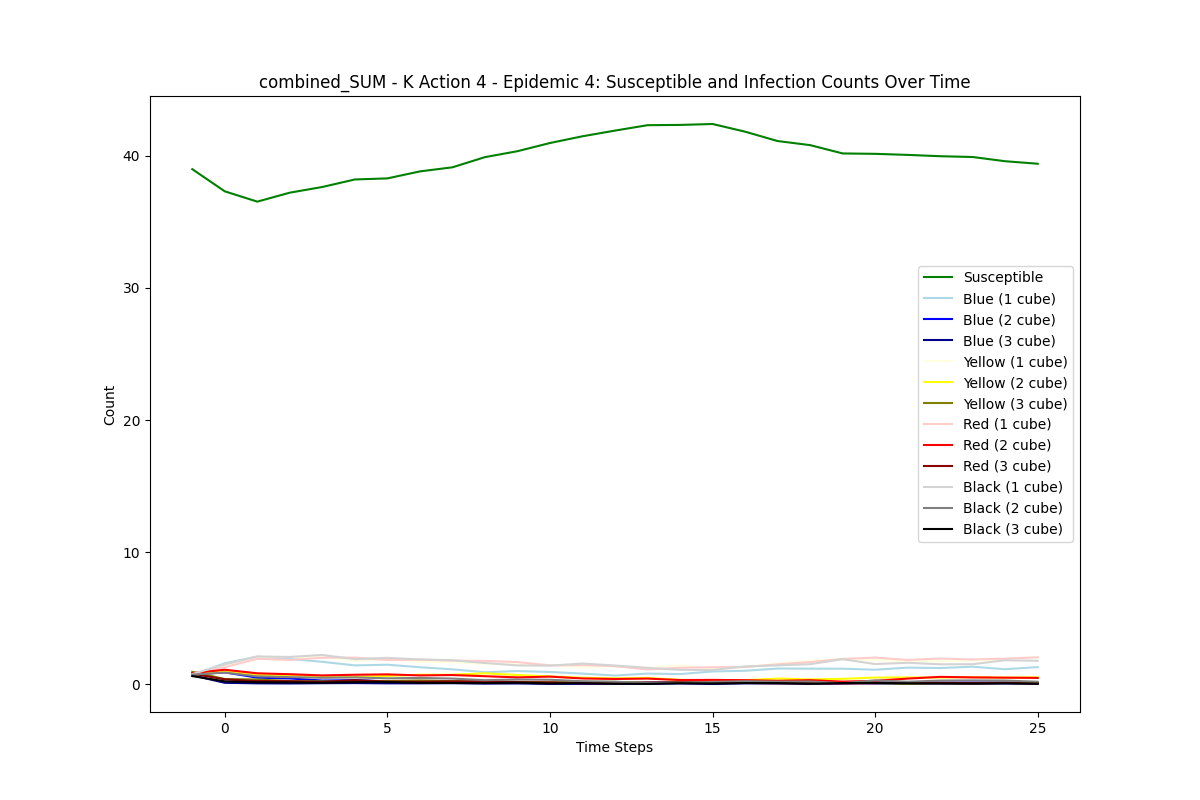 combined_SUM - K Action 4 - Epidemic 4: Susceptible and Infection Counts Over Time
40
30
20
10
0
Count
Susceptible
Blue (1 cube)
Blue (2 cube)
Blue (3 cube)
Yellow (1 cube)
Yellow (2 cube)
Yellow (3 cube)
Red (1 cube)
Red (2 cube)
Red (3 cube)
Black (1 cube)
Black (2 cube)
Black (3 cube)
0 5 10 15 20 25
Time Steps